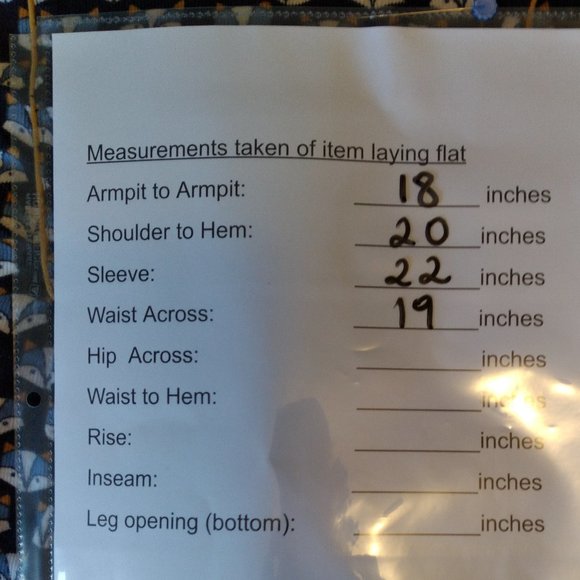 Measurements taken of item laying flat
Armpit to Armpit: 18 inches
Shoulder to Hem: 20 inches
Sleeve: 22 inches
Waist Across: 19 inches
Hip Across: inches
Waist to Hem: inches
Rise: inches
Inseam: inches
Leg opening (bottom): inches